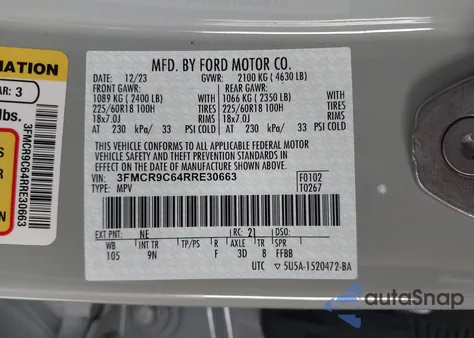 RMATION
AR: 3
lbs.
3FMCR9C64RRE30663
MFD. BY FORD MOTOR CO.
12/23 GVWR: 2100 KG ( 4630 LB)
FRONT GAWR: REAR GAWR:
1089 KG ( 2400 LB) 1066 KG ( 2350 LB)
WITH WITH
225/60R18 100H TIRES 225/60R18 100H TIRES
18x7.0J RIMS 18x7.0J RIMS
AT 230 kPa/ 33 PSI COLD AT 230 kPa/ 33 PSI COLD
THIS VEHICLE CONFORMS TO ALL APPLICABLE FEDERAL MOTOR
VEHICLE SAFETY, BUMPER, AND THEFT PREVENTION STANDARDS IN
EFFECT ON THE DATE OF MANUFACTURE SHOWN ABOVE.
VIN: 3FMCR9C64RRE30663 F0102
TYPE: MPV T0267
EXT PNT: NE RC: 21 DSO:
WB INT TR TP/PS R AXLE TR SPR
105 9N F 3D 8 FFBB
UTC ▽5U5A-1520472-BA
autoSnap